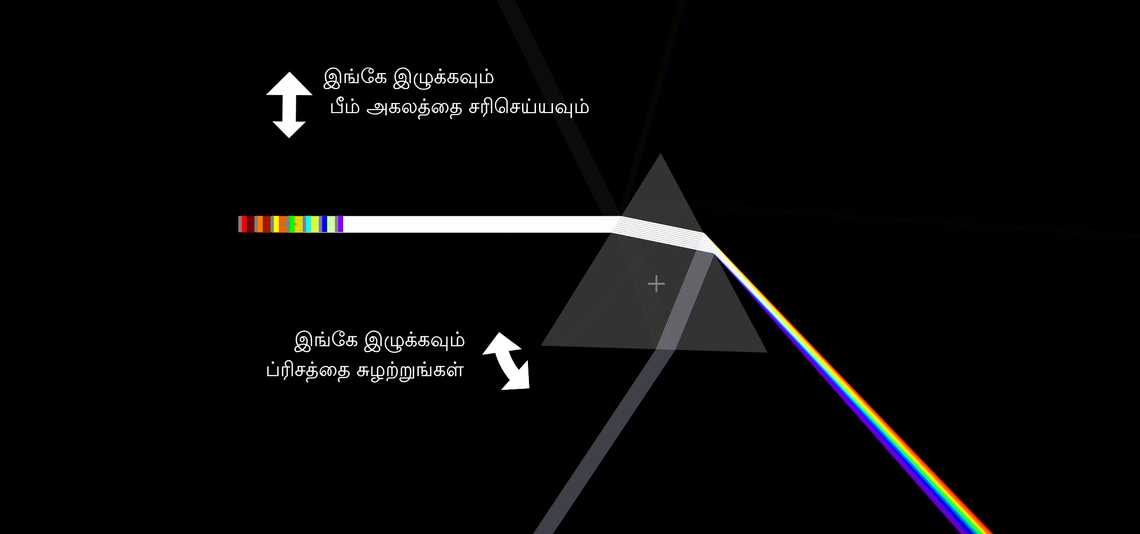 இங்கே இழுக்கவும்
பீம் அகலத்தை சரிசெய்யவும்
இங்கே இழுக்கவும்
ப்ரிசத்தை சுழற்றுங்கள்